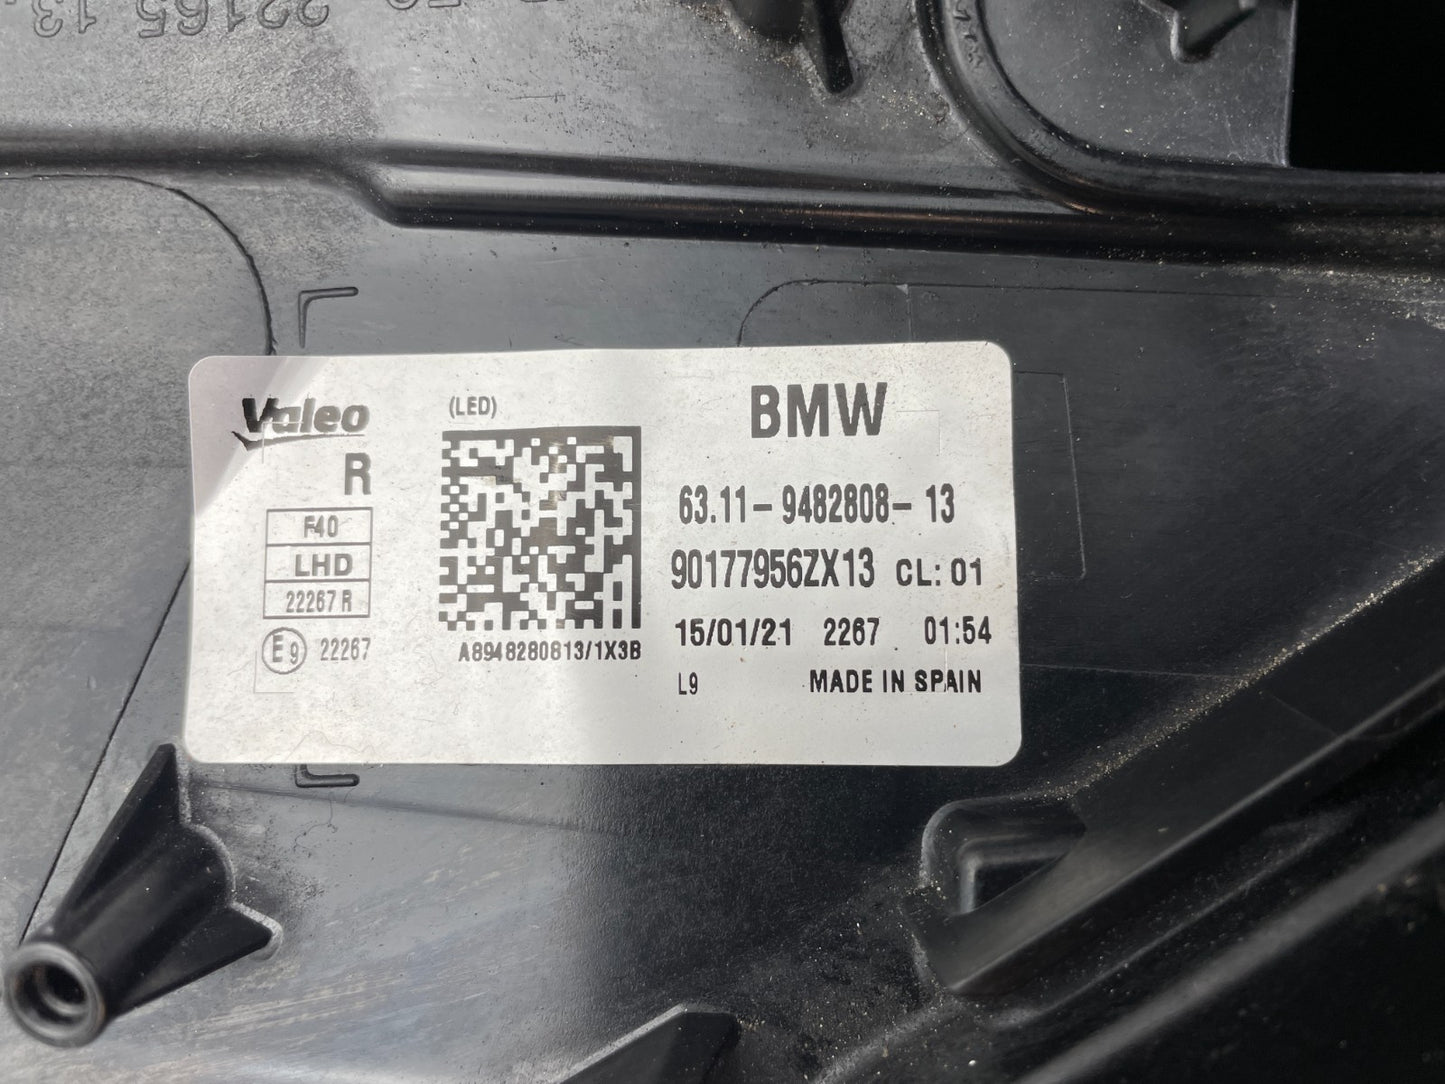 Valeo
R
F40
LHD
22267 R
E9 22267
(LED)
A8948280813/1X3B
BMW
63.11-9482808-13
90177956ZX13 CL:01
15/01/21 2267 01:54
L9 MADE IN SPAIN